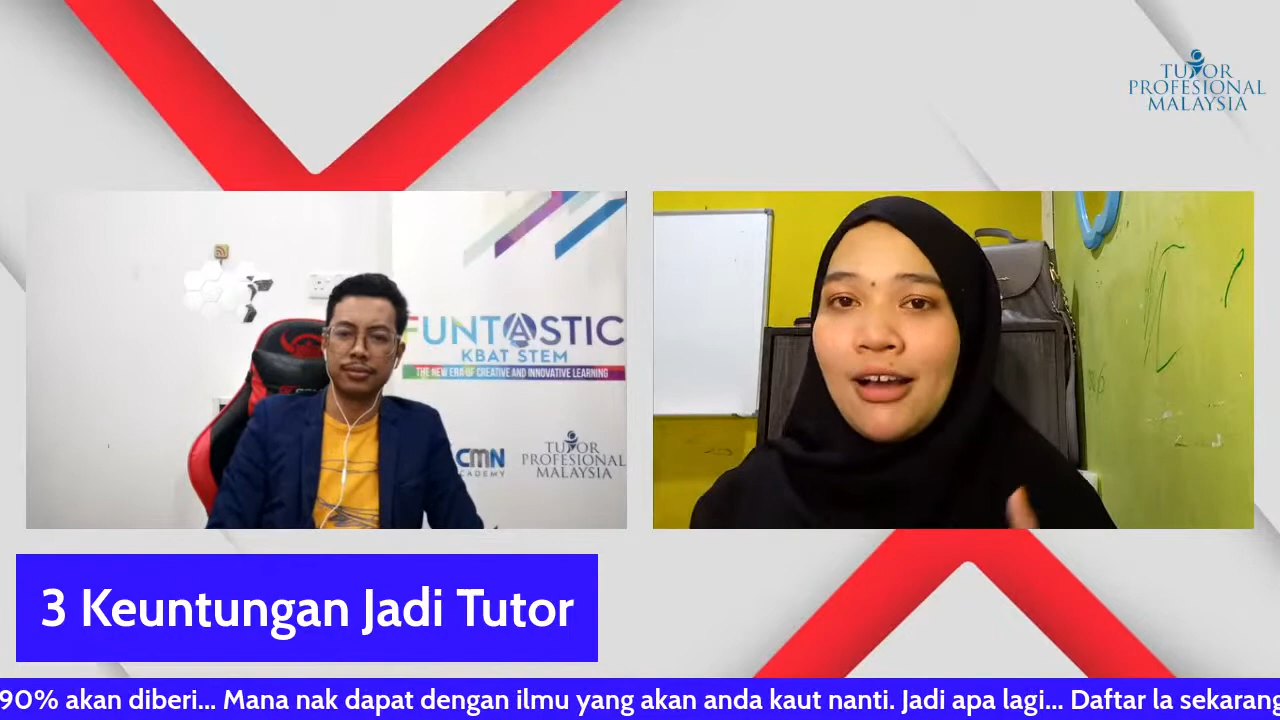 TUTOR
PROFESIONAL
MALAYSIA
FUNTASTIC
KBAT STEM
THE NEW ERA OF CREATIVE AND INNOVATIVE LEARNING
CMN
ACADEMY
TUTOR
PROFESIONAL
MALAYSIA
3 Keuntungan Jadi Tutor
90% akan diberi... Mana nak dapat dengan ilmu yang akan anda kaut nanti. Jadi apa lagi... Daftar la sekarang